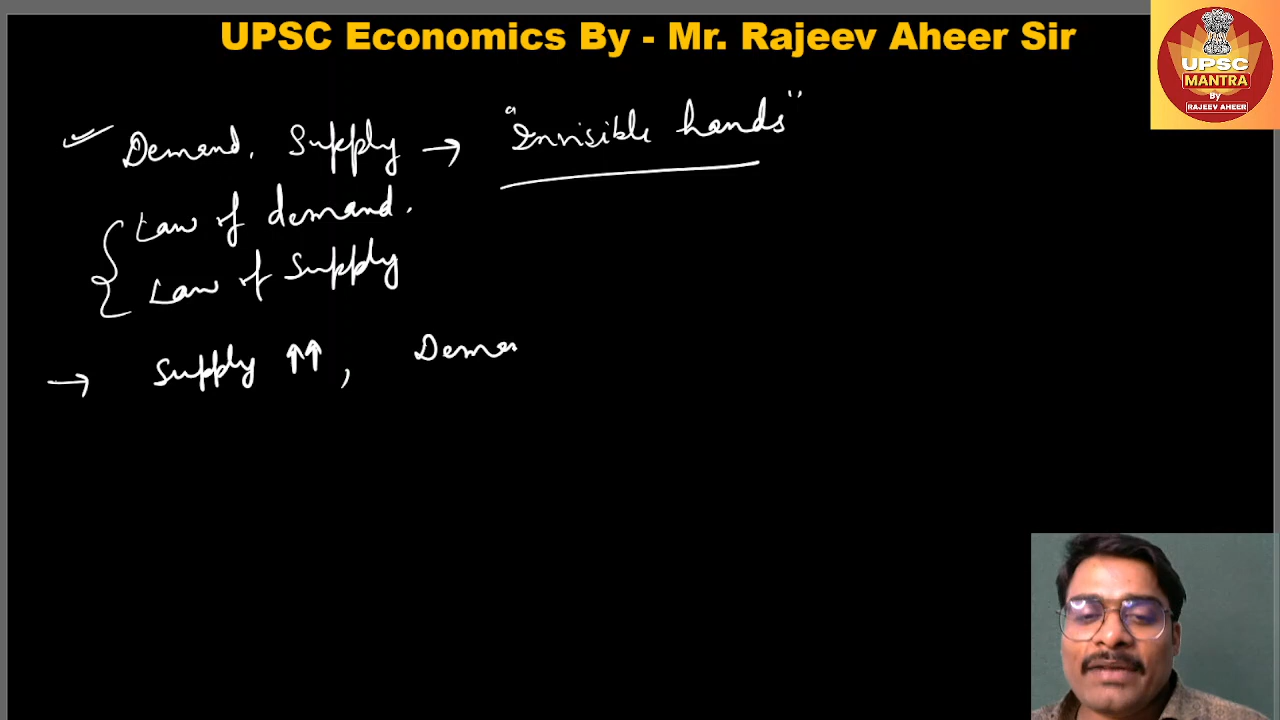 UPSC Economics By - Mr. Rajeev Aheer Sir
UPSC
MANTRA
By
RAJEEV AHEER
Demand. Supply → "Invisible hands"
Law of demand.
Law of Supply
→ Supply ↑↑, Deman